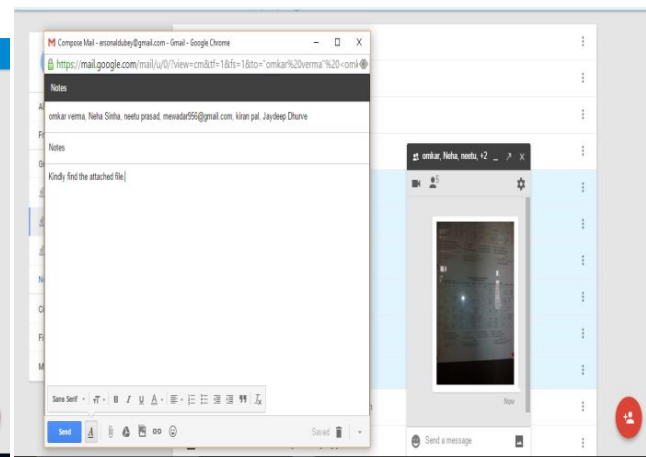 Compose Mail - ersonaldubey@gmail.com - Gmail - Google Chrome
https://mail.google.com/mail/u/0/?view=cm&tf=1&fs=1&to="omkar%20verma"%20<omk
Notes
omkar verma, Neha Sinha, neetu prasad, mewadar956@gmail.com, kiran pal, Jaydeep Dhurve
Notes
Kindly find the attached file
Sans Serif
Send
Saved
omkar, Neha, neetu, +2
5
Now
Send a message